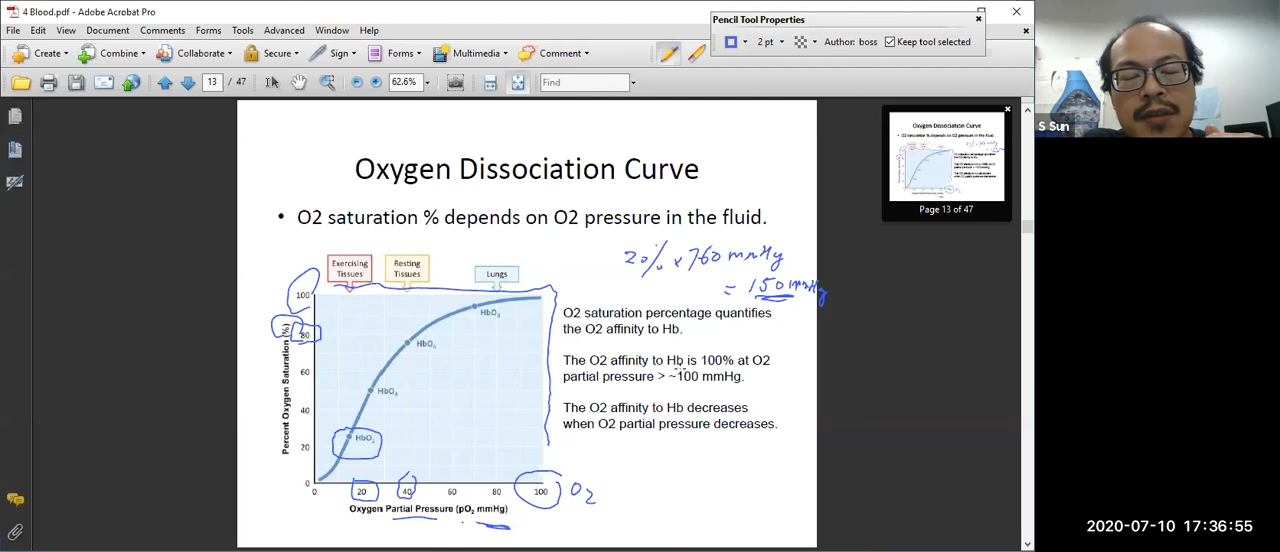 4 Blood.pdf - Adobe Acrobat Pro
File Edit View Document Comments Forms Tools Advanced Window Help
Create Combine Collaborate Secure Sign Forms Multimedia Comment
Pencil Tool Properties
2 pt Author: boss Keep tool selected
13 / 47 62.6% Find
S Sun
Oxygen Dissociation Curve
• O2 saturation % depends on O2 pressure in the fluid.
20% x 760 mmHg
= 150 mmHg
Exercising
Tissues
Resting
Tissues
Lungs
Percent Oxygen Saturation (%)
100
80
60
40
20
0
HbO₈
HbO₆
HbO₄
HbO₂
0 20 40 60 80 100 O2
Oxygen Partial Pressure (pO₂ mmHg)
O2 saturation percentage quantifies
the O2 affinity to Hb.
The O2 affinity to Hb is 100% at O2
partial pressure > ~100 mmHg.
The O2 affinity to Hb decreases
when O2 partial pressure decreases.
Oxygen Dissociation Curve
Page 13 of 47
2020-07-10 17:36:55